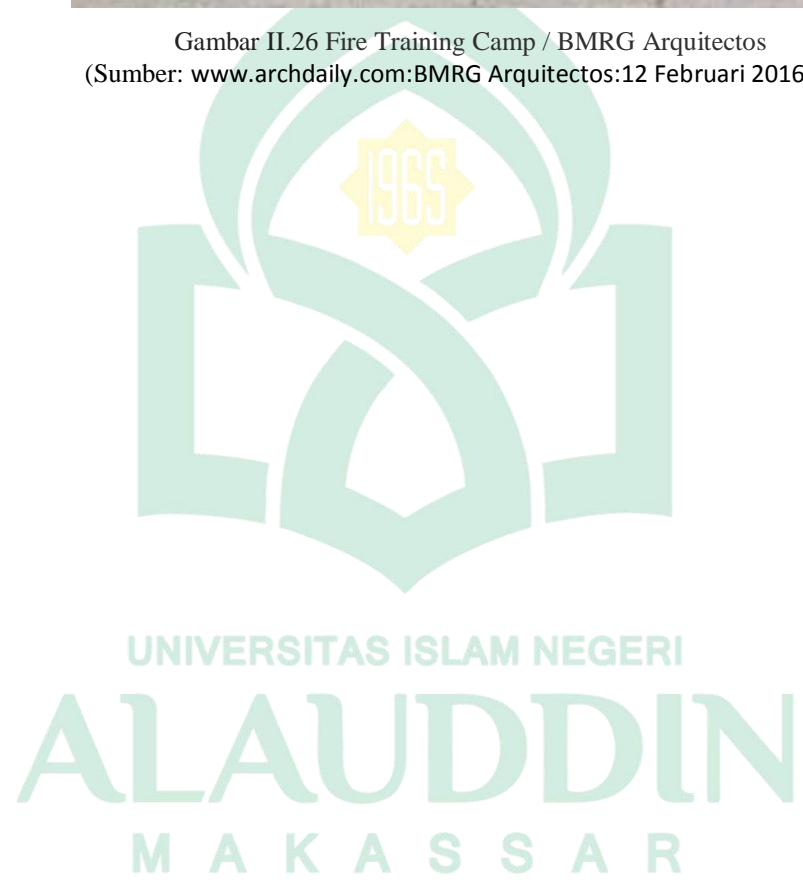 Gambar II.26 Fire Training Camp / BMRG Arquitectos
(Sumber: www.archdaily.com:BMRG Arquitectos:12 Februari 2016
1965
UNIVERSITAS ISLAM NEGERI
ALAUDDIN
MAKASSAR